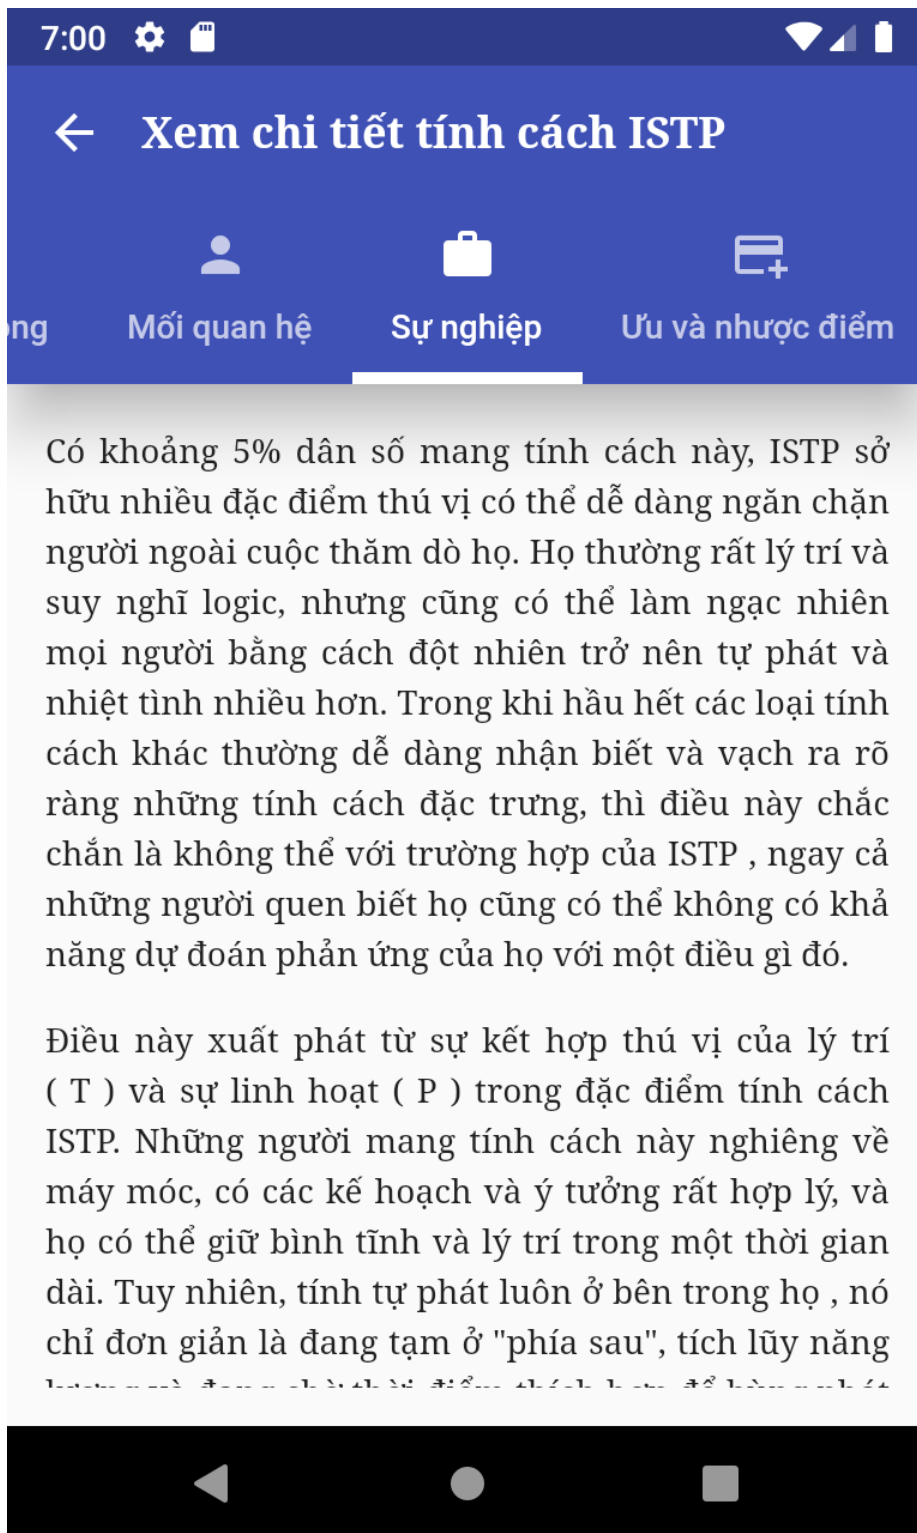 7:00
Xem chi tiết tính cách ISTP
ong
Mối quan hệ
Sự nghiệp
Ưu và nhược điểm
Có khoảng 5% dân số mang tính cách này, ISTP sở
hữu nhiều đặc điểm thú vị có thể dễ dàng ngăn chặn
người ngoài cuộc thăm dò họ. Họ thường rất lý trí và
suy nghĩ logic, nhưng cũng có thể làm ngạc nhiên
mọi người bằng cách đột nhiên trở nên tự phát và
nhiệt tình nhiều hơn. Trong khi hầu hết các loại tính
cách khác thường dễ dàng nhận biết và vạch ra rõ
ràng những tính cách đặc trưng, thì điều này chắc
chắn là không thể với trường hợp của ISTP , ngay cả
những người quen biết họ cũng có thể không có khả
năng dự đoán phản ứng của họ với một điều gì đó.
Điều này xuất phát từ sự kết hợp thú vị của lý trí
( T ) và sự linh hoạt ( P ) trong đặc điểm tính cách
ISTP. Những người mang tính cách này nghiêng về
máy móc, có các kế hoạch và ý tưởng rất hợp lý, và
họ có thể giữ bình tĩnh và lý trí trong một thời gian
dài. Tuy nhiên, tính tự phát luôn ở bên trong họ , nó
chỉ đơn giản là đang tạm ở "phía sau", tích lũy năng